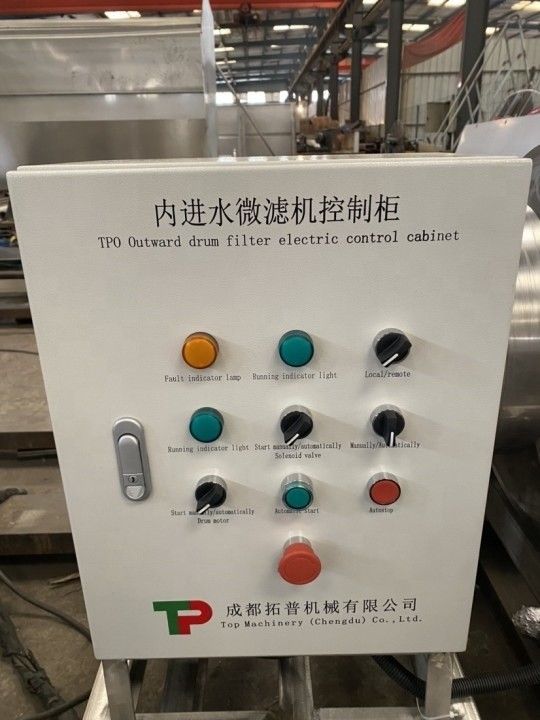 内进水微滤机控制柜
TPO Outward drum filter electric control cabinet
Fault indicator lamp
Running indicator light
Local/remote
Running indicator light
Start manually/automatically
Solenoid valve
Manually/Automatically
Start manually/automatically
Drum motor
Automatic start
Autostop
TP
成都拓普机械有限公司
Top Machinery (Chengdu) Co.,Ltd.